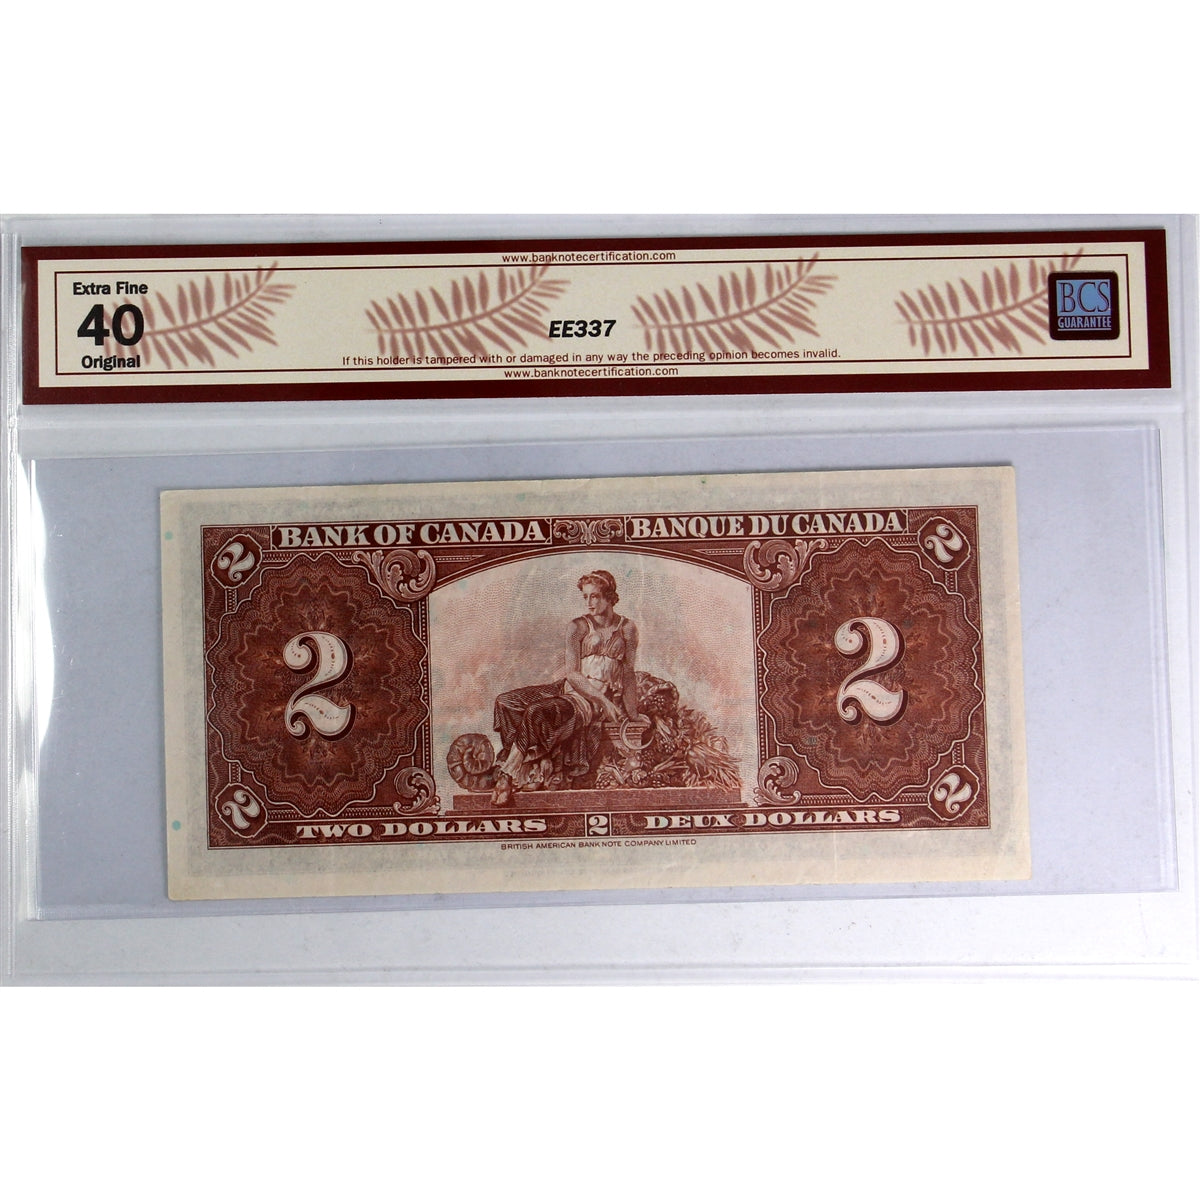 www.banknotecertification.com
Extra Fine
40
Original
EE337
BCS
GUARANTEE
If this holder is tampered with or damaged in any way the preceding opinion becomes invalid.
www.banknotecertification.com
2 BANK OF CANADA BANQUE DU CANADA 2
2 2
2 TWO DOLLARS 2 DEUX DOLLARS 2
BRITISH AMERICAN BANK NOTE COMPANY LIMITED